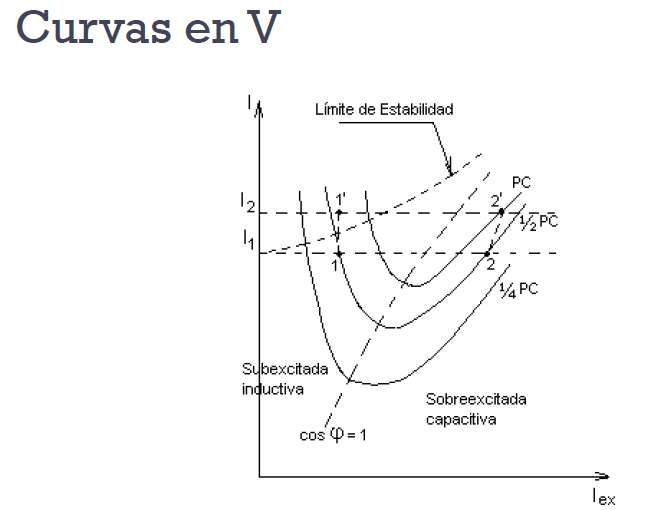 Curvas en V
I
Límite de Estabilidad
PC
I2
1'
2'
½ PC
I1
1
2
¼ PC
Subexcitada
inductiva
Sobreexcitada
capacitiva
cos φ = 1
Iex